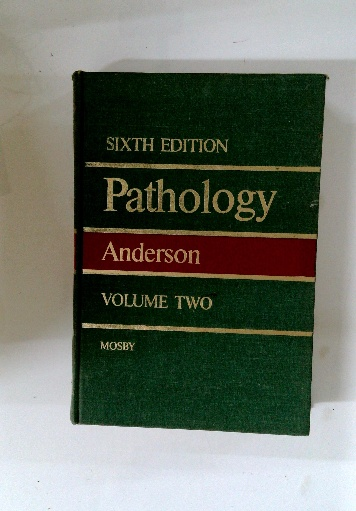 SIXTH EDITION
Pathology
Anderson
VOLUME TWO
MOSBY